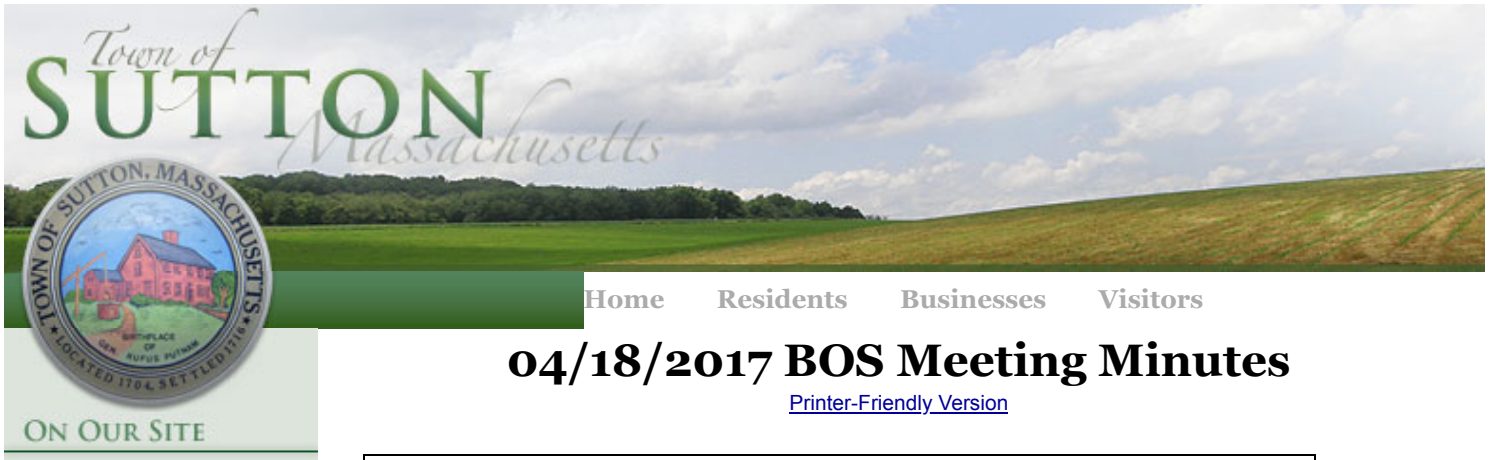 Town of
SUTTON
Massachusetts
TOWN OF SUTTON, MASSACHUSETTS
BIRTHPLACE
OF
GEN. RUFUS PUTNAM
LOCATED 1704, SETTLED 1716
Home Residents Businesses Visitors
04/18/2017 BOS Meeting Minutes
Printer-Friendly Version
ON OUR SITE